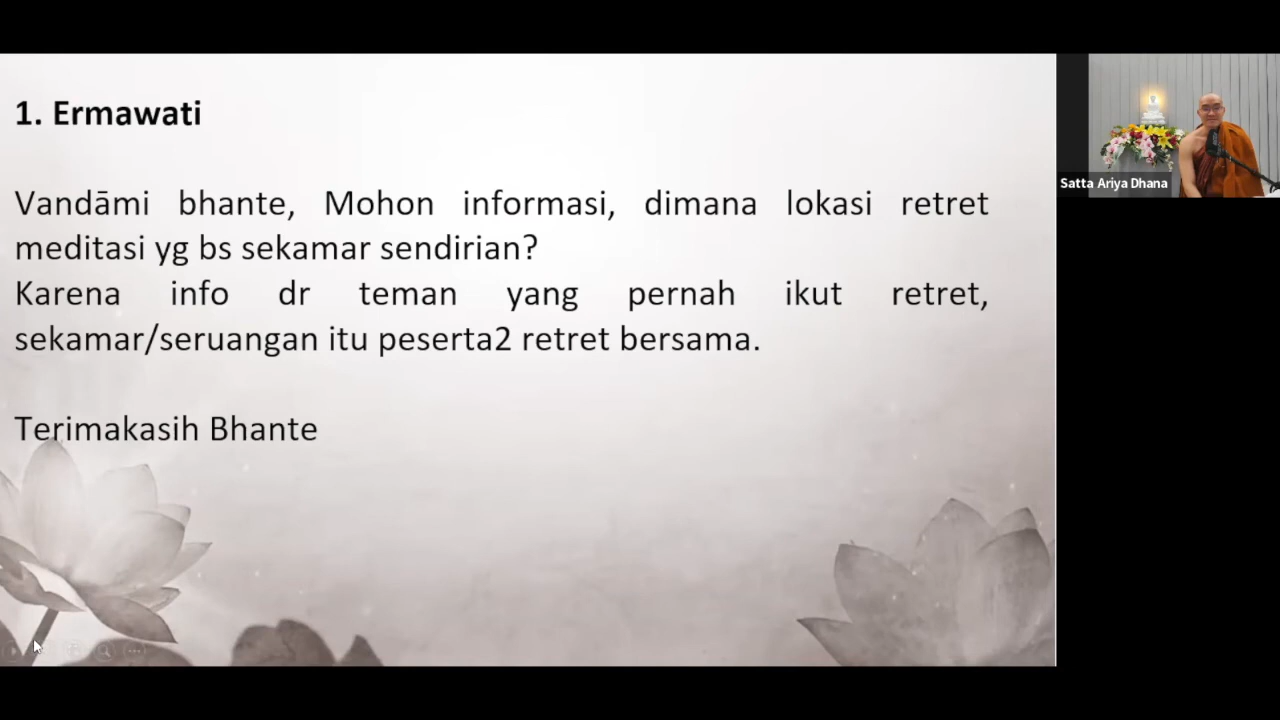 1. Ermawati
Vandāmi bhante, Mohon informasi, dimana lokasi retret
meditasi yg bs sekamar sendirian?
Karena info dr teman yang pernah ikut retret,
sekamar/seruangan itu peserta2 retret bersama.
Terimakasih Bhante
Satta Ariya Dhana